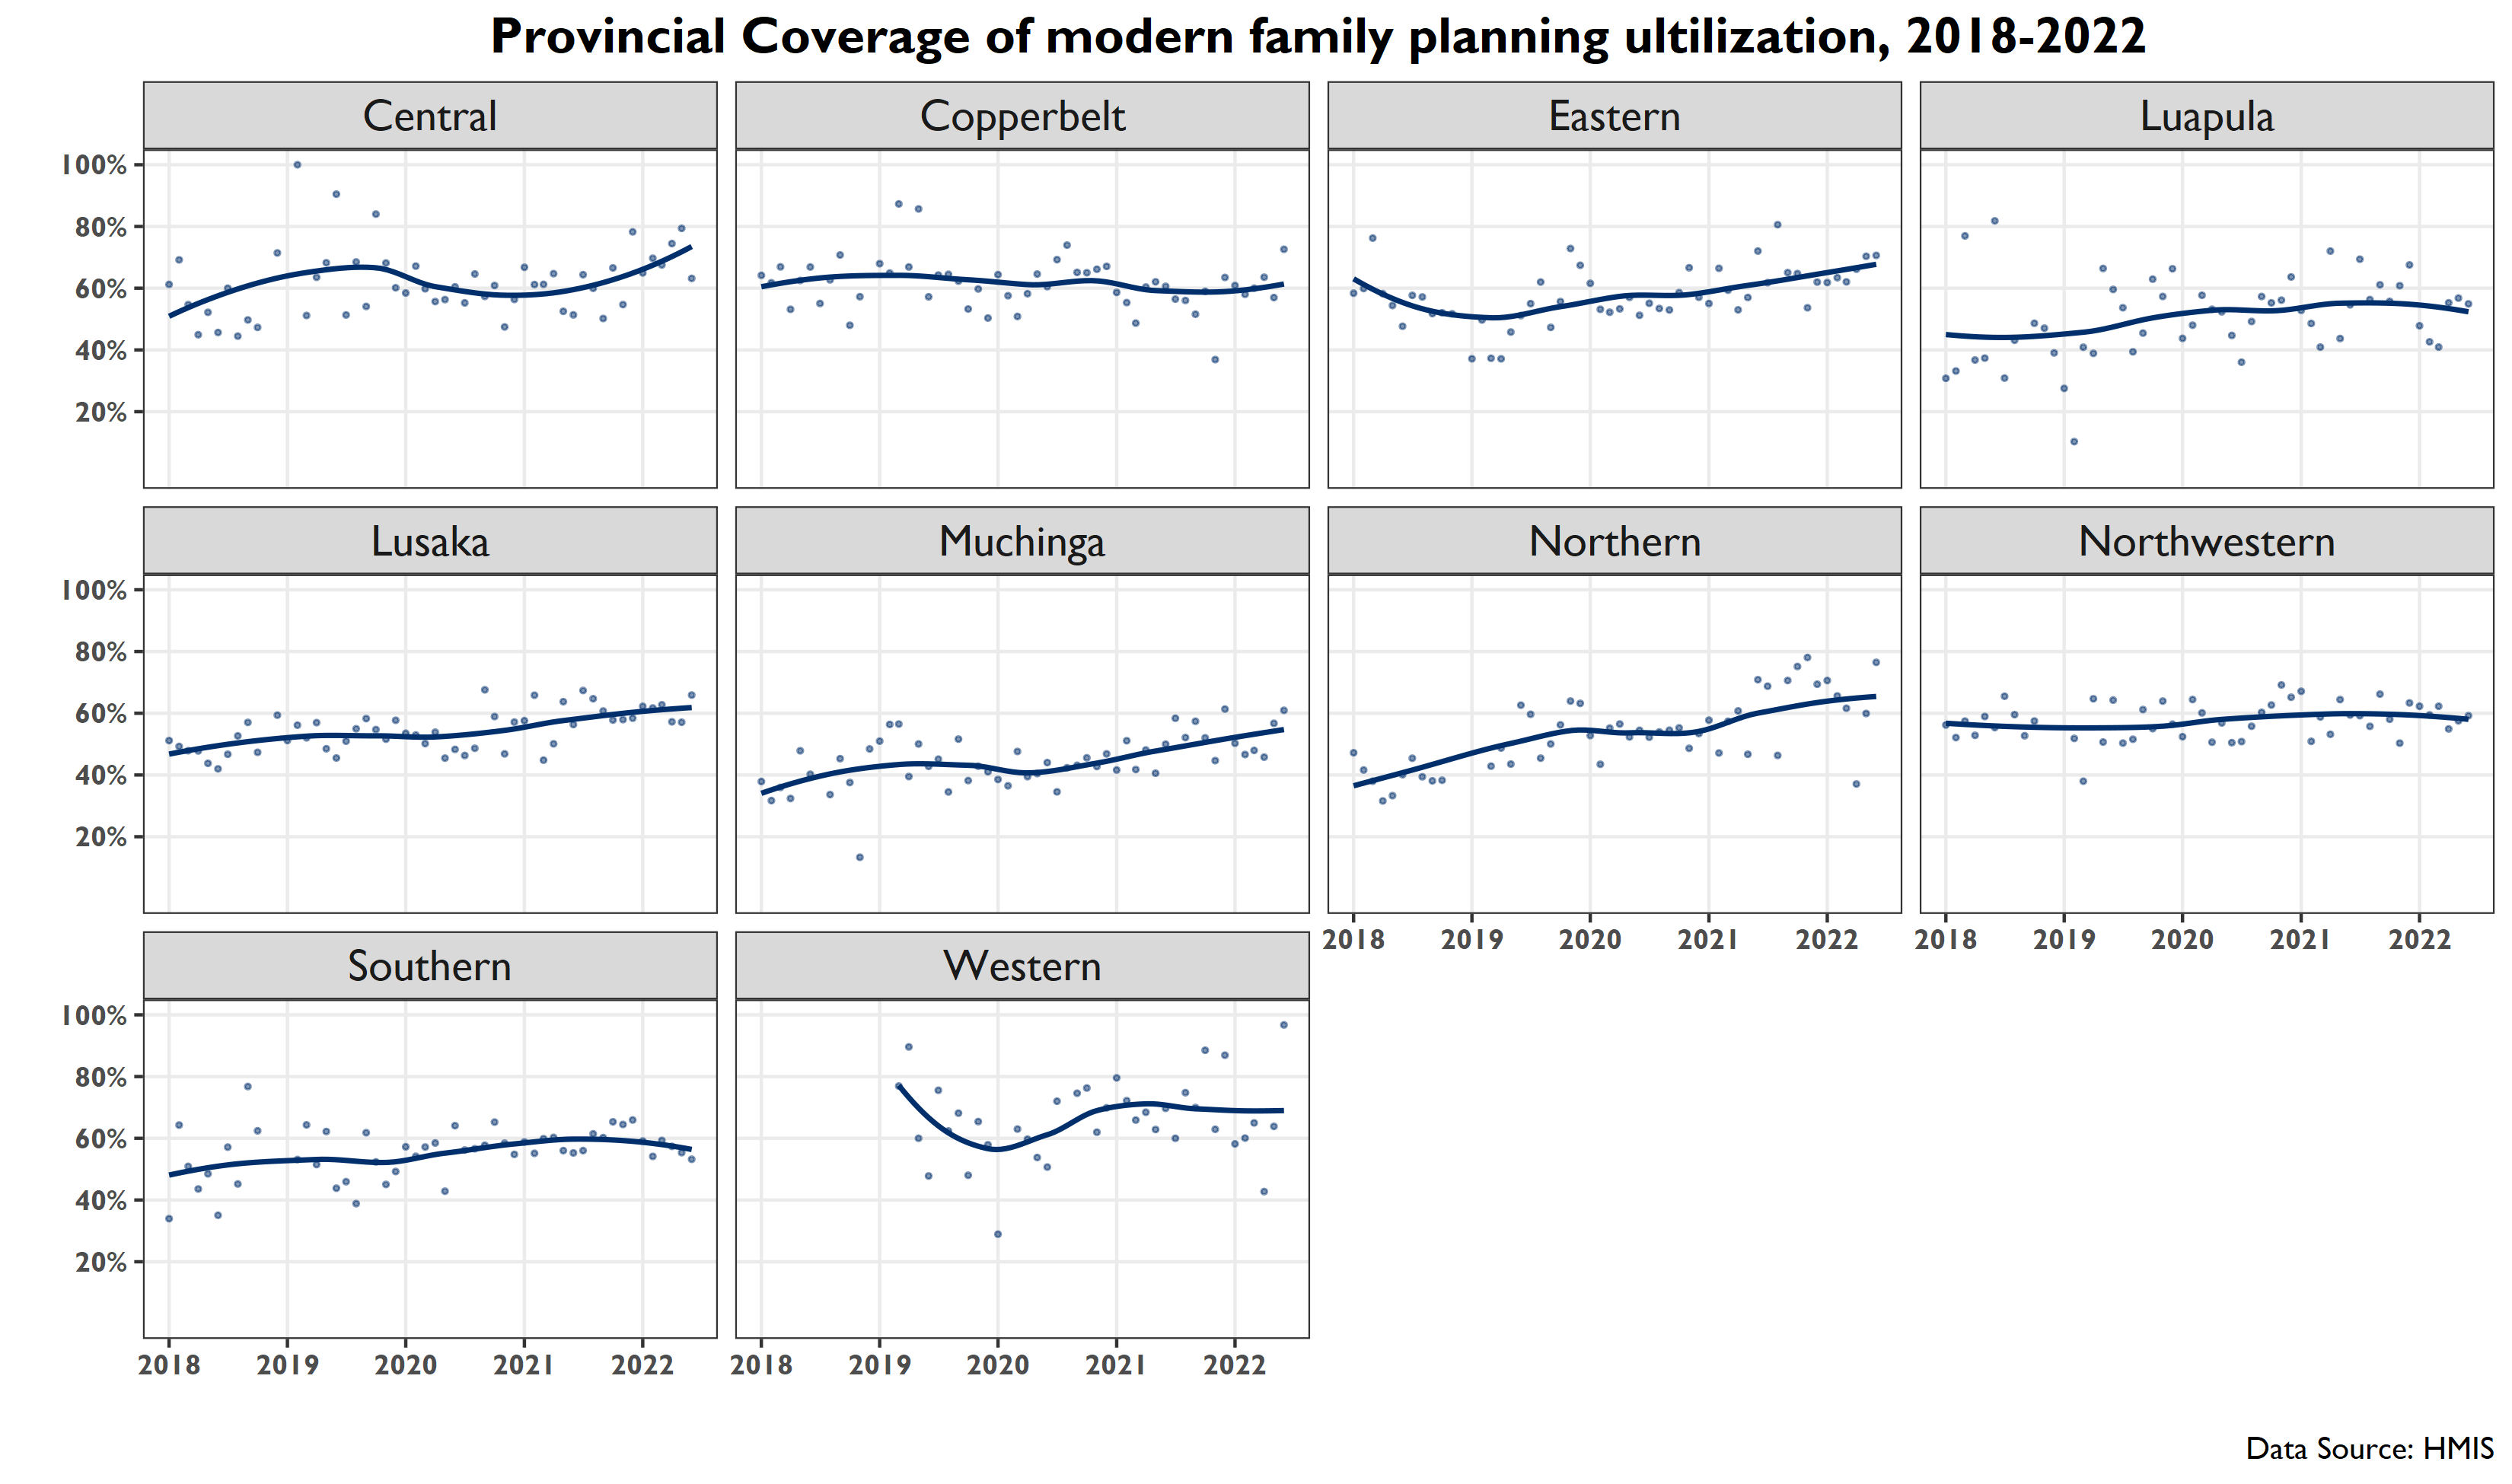 Provincial Coverage of modern family planning ultilization, 2018-2022
Central Copperbelt Eastern Luapula
100%
80%
60%
40%
20%
Lusaka Muchinga Northern Northwestern
100%
80%
60%
40%
20%
2018 2019 2020 2021 2022 2018 2019 2020 2021 2022
Southern Western
100%
80%
60%
40%
20%
2018 2019 2020 2021 2022 2018 2019 2020 2021 2022
Data Source: HMIS